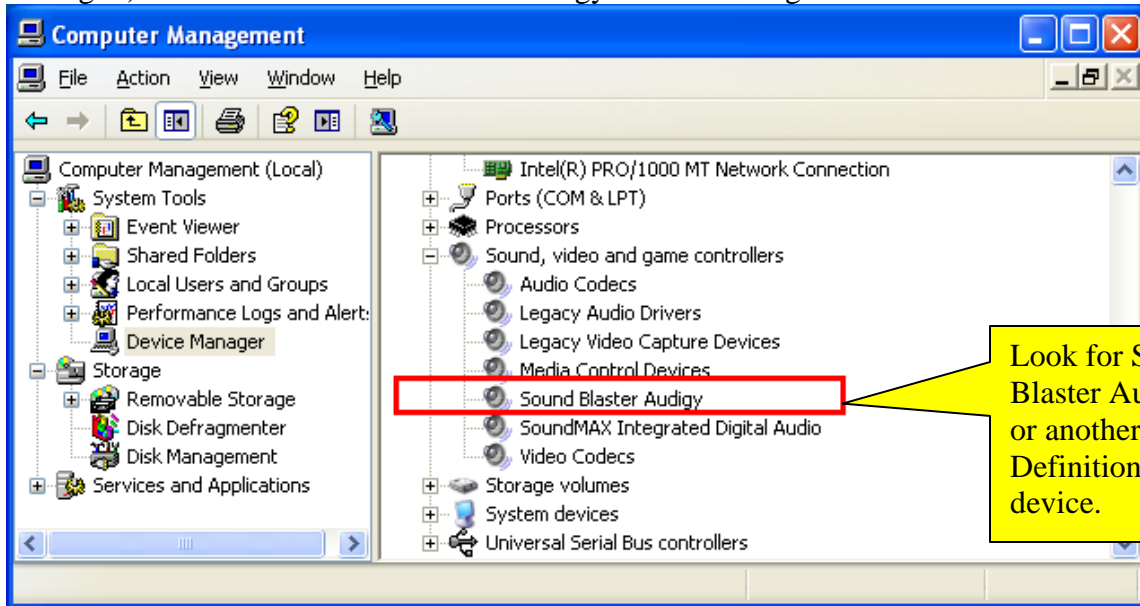 Computer Management
File Action View Window Help
Computer Management (Local)
System Tools
Event Viewer
Shared Folders
Local Users and Groups
Performance Logs and Alert
Device Manager
Storage
Removable Storage
Disk Defragmenter
Disk Management
Services and Applications
Intel(R) PRO/1000 MT Network Connection
Ports (COM & LPT)
Processors
Sound, video and game controllers
Audio Codecs
Legacy Audio Drivers
Legacy Video Capture Devices
Media Control Devices
Sound Blaster Audigy
SoundMAX Integrated Digital Audio
Video Codecs
Storage volumes
System devices
Universal Serial Bus controllers
Look for S
Blaster Au
or another
Definition
device.